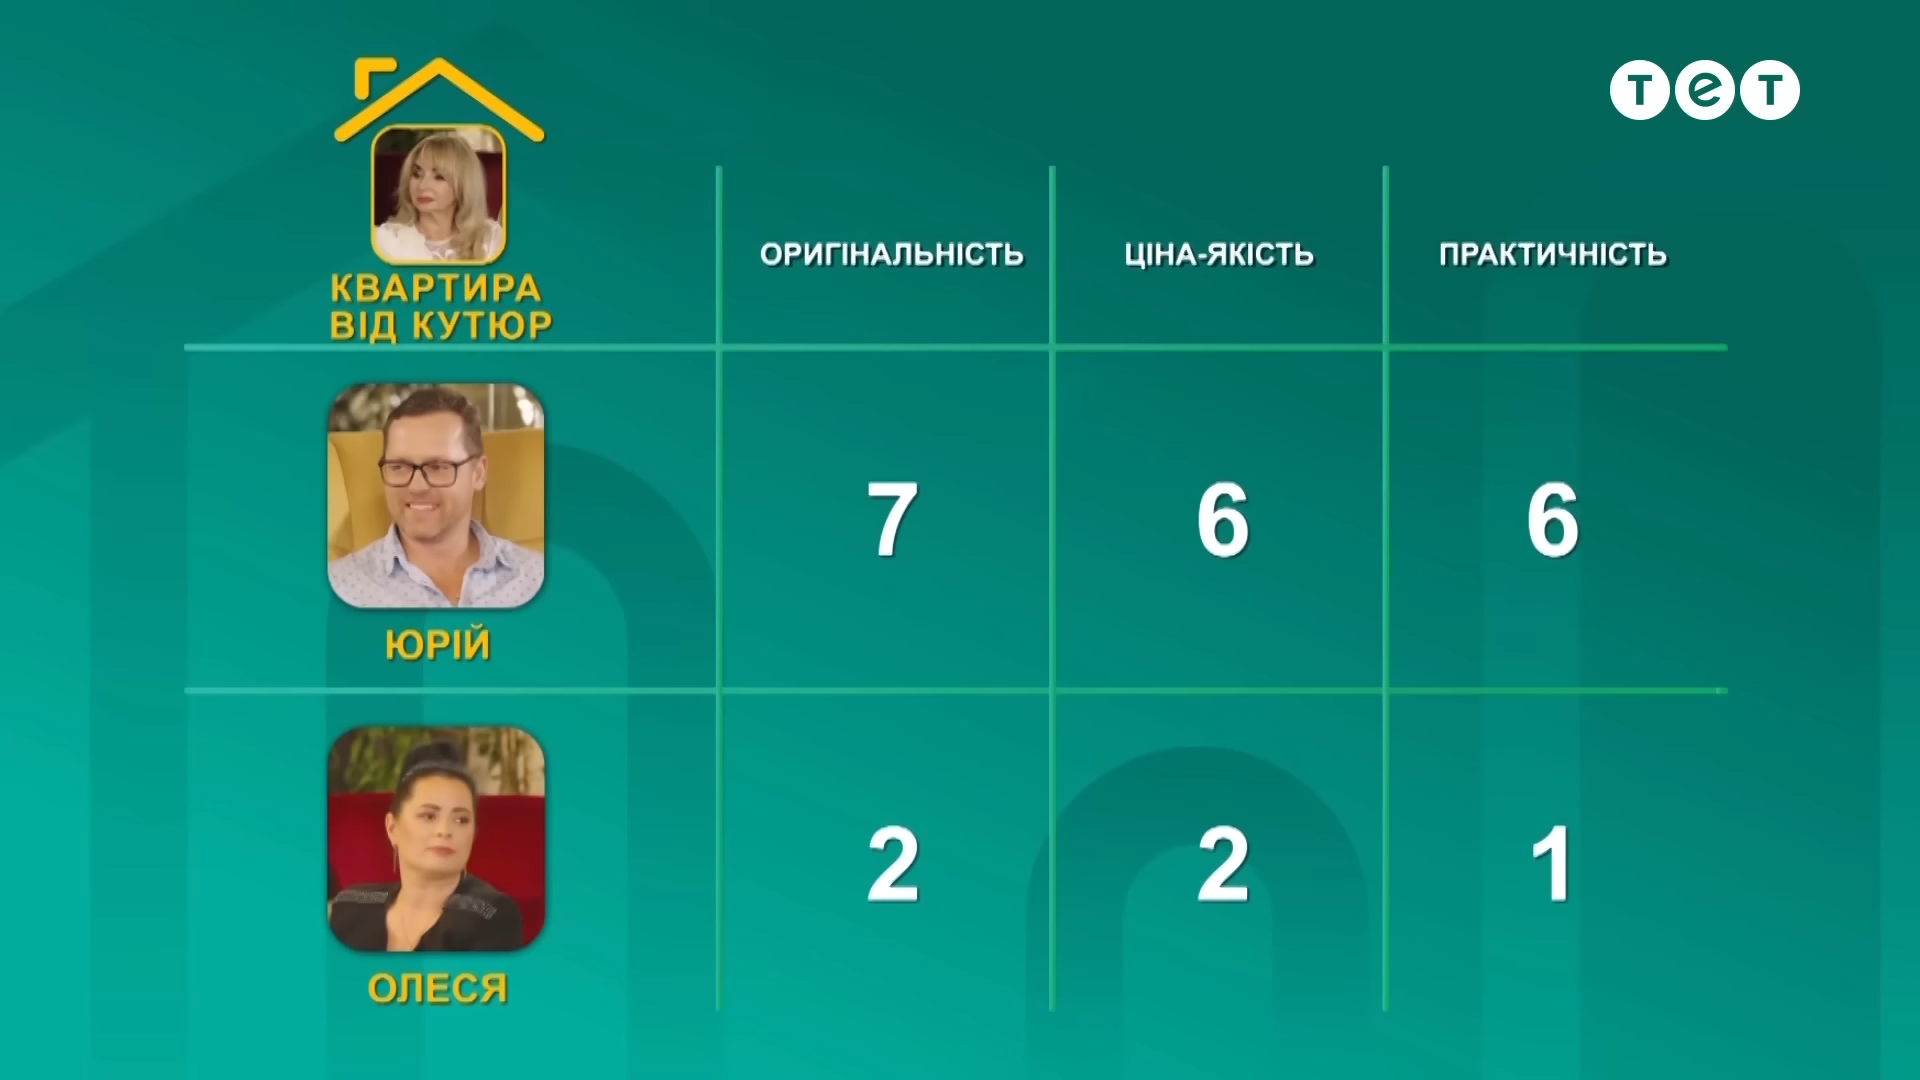 тет
КВАРТИРА
ВІД КУТЮР
ОРИГІНАЛЬНІСТЬ ЦІНА-ЯКІСТЬ ПРАКТИЧНІСТЬ
7 6 6
ЮРІЙ
2 2 1
ОЛЕСЯ